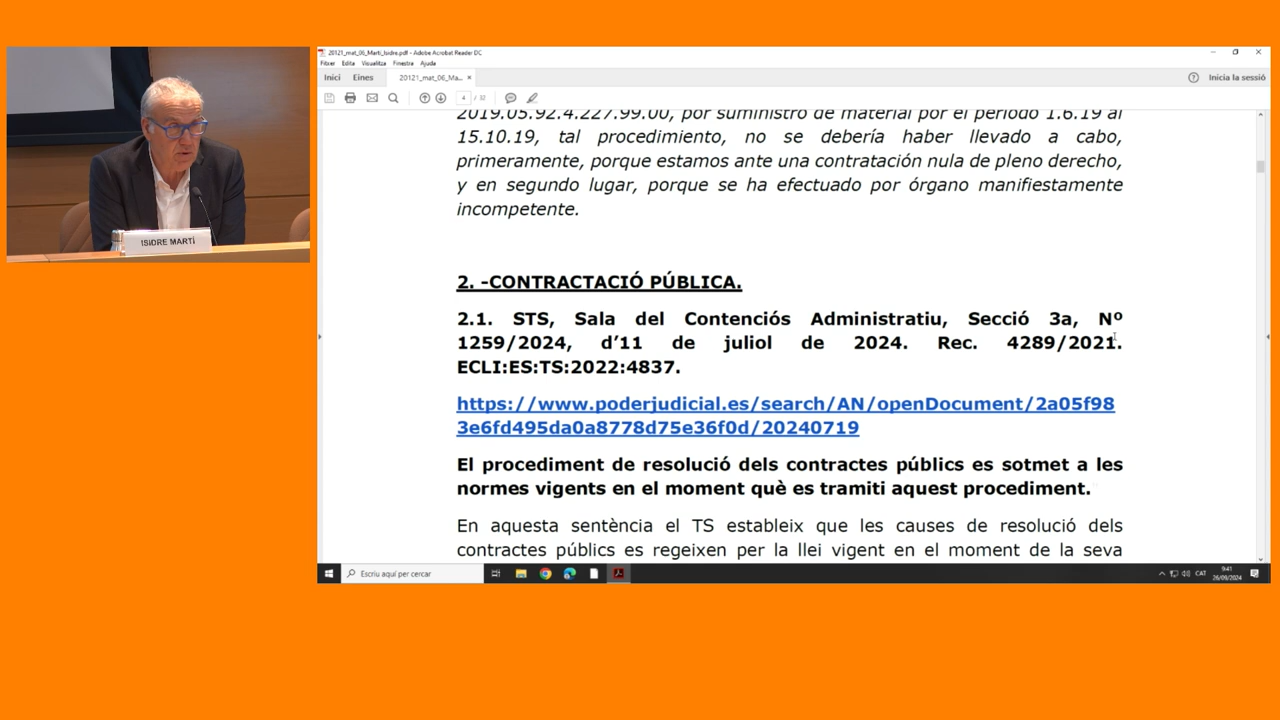 ISIDRE MARTÍ
20121_mat_06_Martí_Isidre.pdf - Adobe Acrobat Reader DC
Fitxer Edita Visualitza Finestra Ajuda
Inici Eines 20121_mat_06_Ma... × Inicia la sessió
4 / 32
2019.05.92.4.227.99.00, por suministro de material por el periodo 1.6.19 al
15.10.19, tal procedimiento, no se debería haber llevado a cabo,
primeramente, porque estamos ante una contratación nula de pleno derecho,
y en segundo lugar, porque se ha efectuado por órgano manifiestamente
incompetente.
2. -CONTRACTACIÓ PÚBLICA.
2.1. STS, Sala del Contenciós Administratiu, Secció 3a, Nº
1259/2024, d’11 de juliol de 2024. Rec. 4289/2021.
ECLI:ES:TS:2022:4837.
https://www.poderjudicial.es/search/AN/openDocument/2a05f98
3e6fd495da0a8778d75e36f0d/20240719
El procediment de resolució dels contractes públics es sotmet a les
normes vigents en el moment què es tramiti aquest procediment.
En aquesta sentència el TS estableix que les causes de resolució dels
contractes públics es regeixen per la llei vigent en el moment de la seva
Escriu aquí per cercar
CAT
9:41
26/09/2024